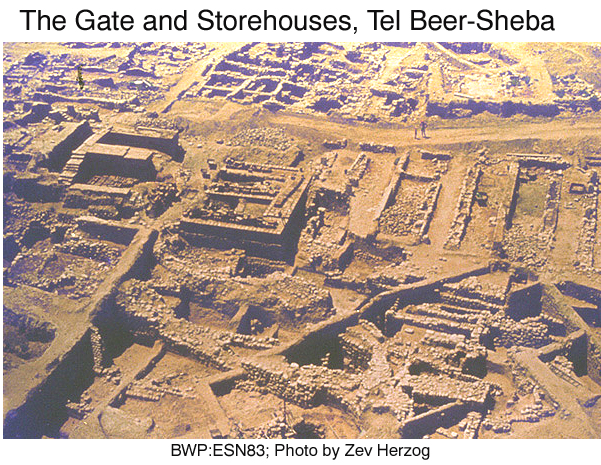 The Gate and Storehouses, Tel Beer-Sheba
BWP:ESN83; Photo by Zev Herzog